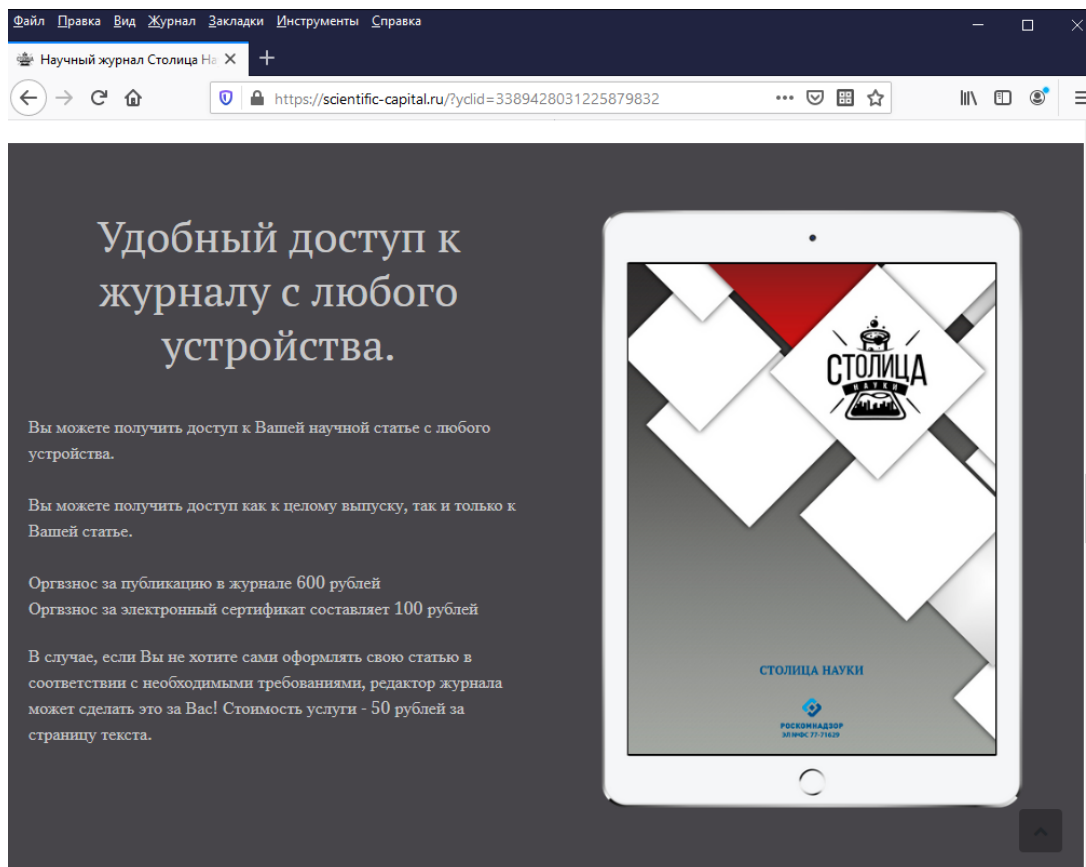 Файл Правка Вид Журнал Закладки Инструменты Справка
Научный журнал Столица На
https://scientific-capital.ru/?yclid=3389428031225879832
Удобный доступ к
журналу с любого
устройства.
Вы можете получить доступ к Вашей научной статье с любого
устройства.
Вы можете получить доступ как к целому выпуску, так и только к
Вашей статье.
Оргвзнос за публикацию в журнале 600 рублей
Оргвзнос за электронный сертификат составляет 100 рублей
В случае, если Вы не хотите сами оформлять свою статью в
соответствии с необходимыми требованиями, редактор журнала
может сделать это за Вас! Стоимость услуги - 50 рублей за
страницу текста.
СТОЛИЦА
НАУКИ
СТОЛИЦА НАУКИ
РОСКОМНАДЗОР
ЭЛ №ФС 77-71629